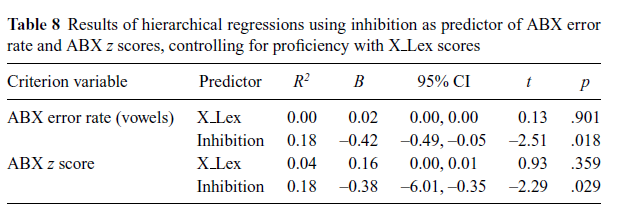 Table 8 Results of hierarchical regressions using inhibition as predictor of ABX error
rate and ABX z scores, controlling for proficiency with X_Lex scores
Criterion variable Predictor R² B 95% CI t p
ABX error rate (vowels) X_Lex 0.00 0.02 0.00, 0.00 0.13 .901
Inhibition 0.18 −0.42 −0.49, −0.05 −2.51 .018
ABX z score X_Lex 0.04 0.16 0.00, 0.01 0.93 .359
Inhibition 0.18 −0.38 −6.01, −0.35 −2.29 .029